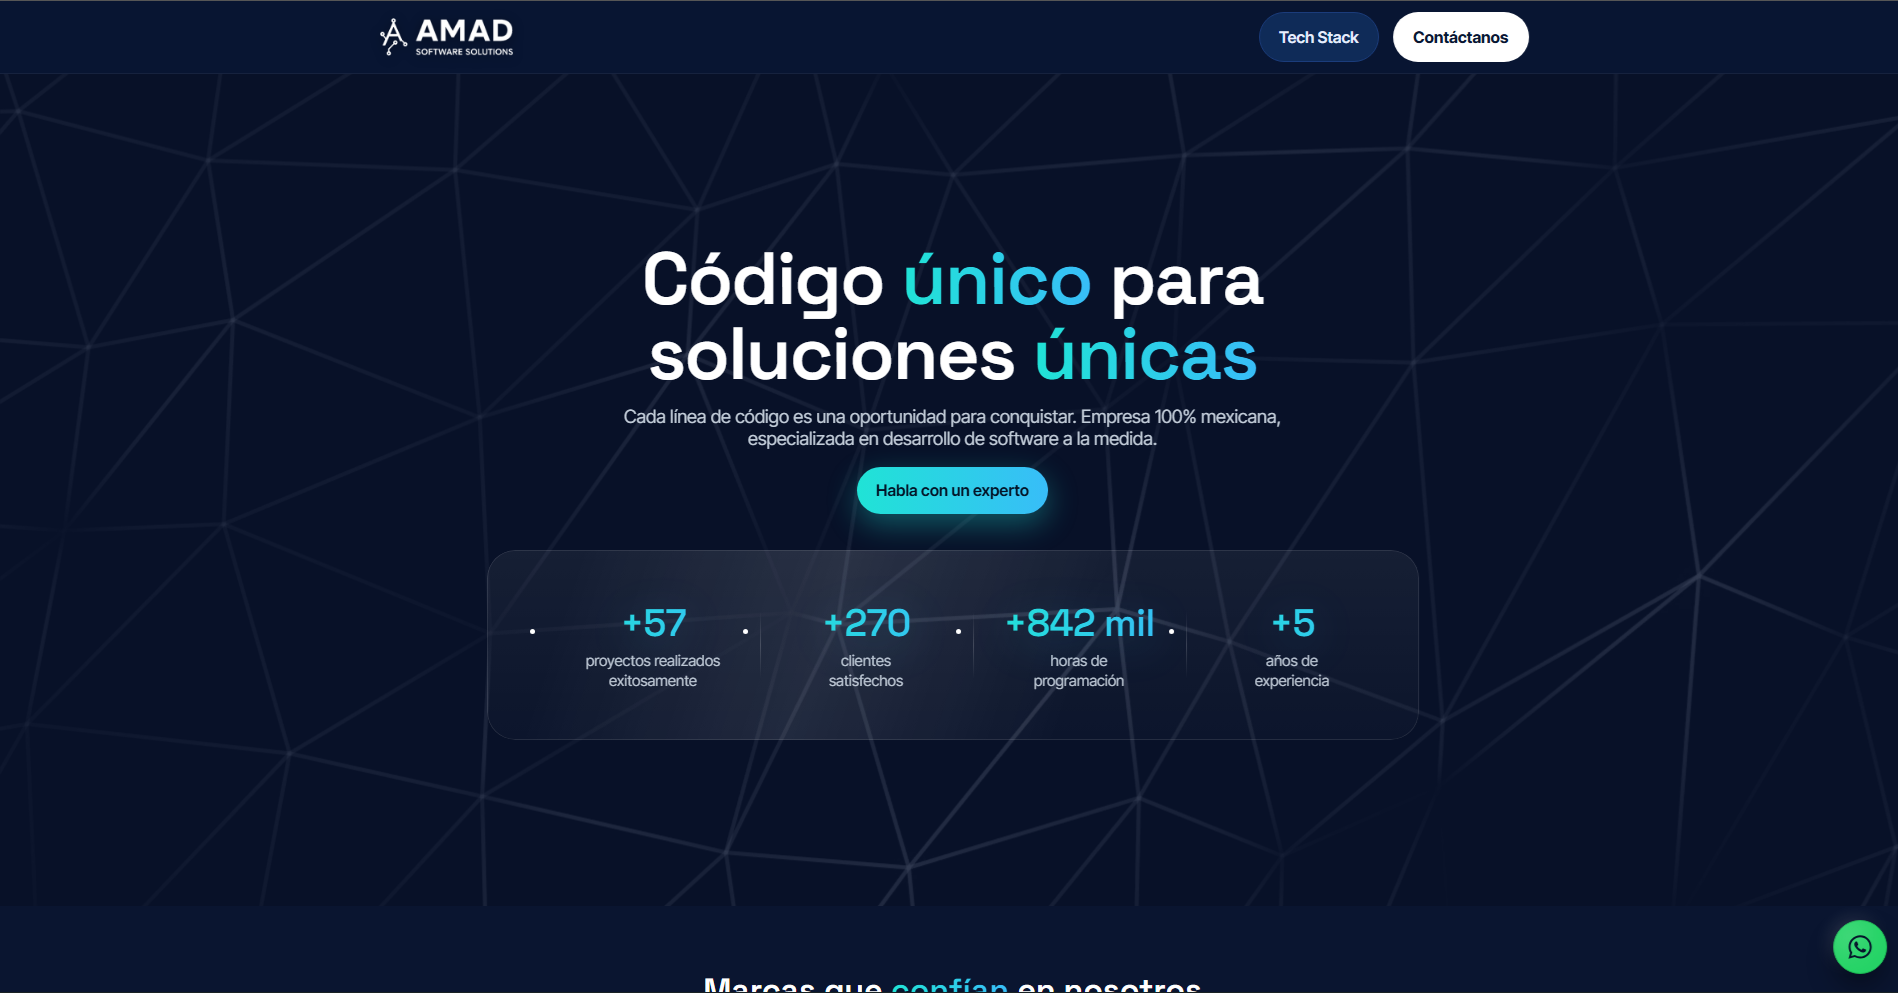 AMAD
SOFTWARE SOLUTIONS
Tech Stack
Contáctanos
Código único para
soluciones únicas
Cada línea de código es una oportunidad para conquistar. Empresa 100% mexicana,
especializada en desarrollo de software a la medida.
Habla con un experto
+57
proyectos realizados
exitosamente
+270
clientes
satisfechos
+842 mil
horas de
programación
+5
años de
experiencia
Marcas que confían en nosotros